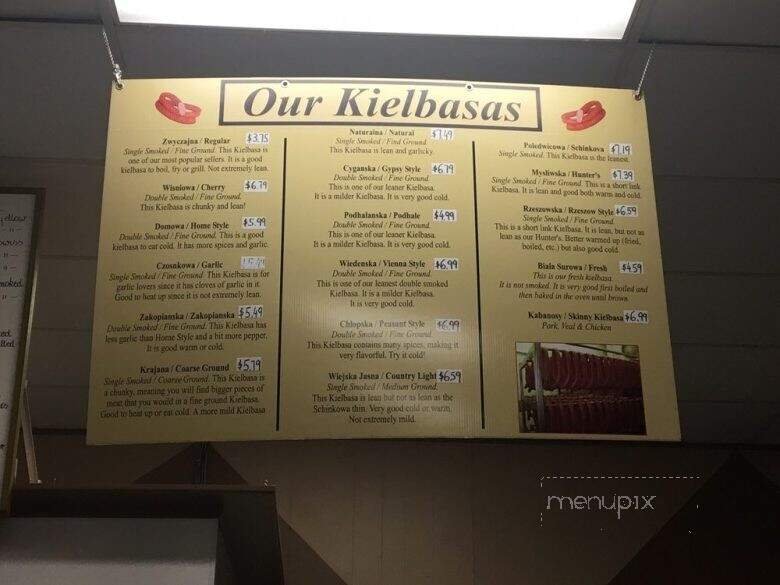 Our Kielbasas
Zwyczajna / Regular $3.75
Single Smoked / Fine Ground. This Kielbasa is
one of our most popular sellers. It is a good
kielbasa to boil, fry or grill. Not extremely lean.
Wisniowa / Cherry $6.79
Double Smoked / Fine Ground.
This Kielbasa is chunky and lean!
Domowa / Home Style $5.99
Double Smoked / Fine Ground. This is a good
kielbasa to eat cold. It has more spices and garlic.
Czosnkowa / Garlic
Single Smoked / Fine Ground. This Kielbasa is for
garlic lovers since it has cloves of garlic in it.
Good to heat up since it is not extremely lean.
Zakopianska / Zakopianska $5.49
Double Smoked / Fine Ground. This Kielbasa has
less garlic than Home Style and a bit more pepper.
It is good warm or cold.
Krajana / Coarse Ground $5.79
Single Smoked / Coarse Ground. This Kielbasa is
a chunky, meaning you will find bigger pieces of
meat that you would in a fine ground Kielbasa.
Good to heat up or eat cold. A more mild Kielbasa
Naturalna / Natural $7.49
Single Smoked / Find Ground.
This Kielbasa is lean and garlicky.
Cyganska / Gypsy Style $6.79
Double Smoked / Fine Ground.
This is one of our leaner Kielbasa.
It is a milder Kielbasa. It is very good cold.
Podhalanska / Podhale $4.99
Double Smoked / Fine Ground.
This is one of our leaner Kielbasa.
It is a milder Kielbasa. It is very good cold.
Wiedenska / Vienna Style $6.99
Double Smoked / Fine Ground.
This is one of our leanest double smoked
Kielbasa. It is a milder Kielbasa.
It is very good cold.
Chlopska / Peasant Style $6.99
Double Smoked / Fine Ground.
This Kielbasa contains many spices, making it
very flavorful. Try it cold!
Wiejska Jasna / Country Light $6.59
Single Smoked / Medium Ground.
This Kielbasa is lean but not as lean as the
Schinkowa thin. Very good cold or warm.
Not extremely mild.
Poledwicowa / Schinkowa $7.19
Single Smoked. This Kielbasa is the leanest.
Mysliwska / Hunter's $7.39
Single Smoked / Fine Ground. This is a short link
Kielbasa. It is lean and good both warm and cold.
Rzeszowska / Rzeszow Style $6.59
Single Smoked / Fine Ground.
This is a short link Kielbasa. It is lean, but not as
lean as our Hunter's. Better warmed up (fried,
boiled, etc.) but also good cold.
Biala Surowa / Fresh $4.59
This is our fresh kielbasa.
It is not smoked. It is very good first boiled and
then baked in the oven until brown.
Kabanosy / Skinny Kielbasa $6.99
Pork, Veal & Chicken
menupix